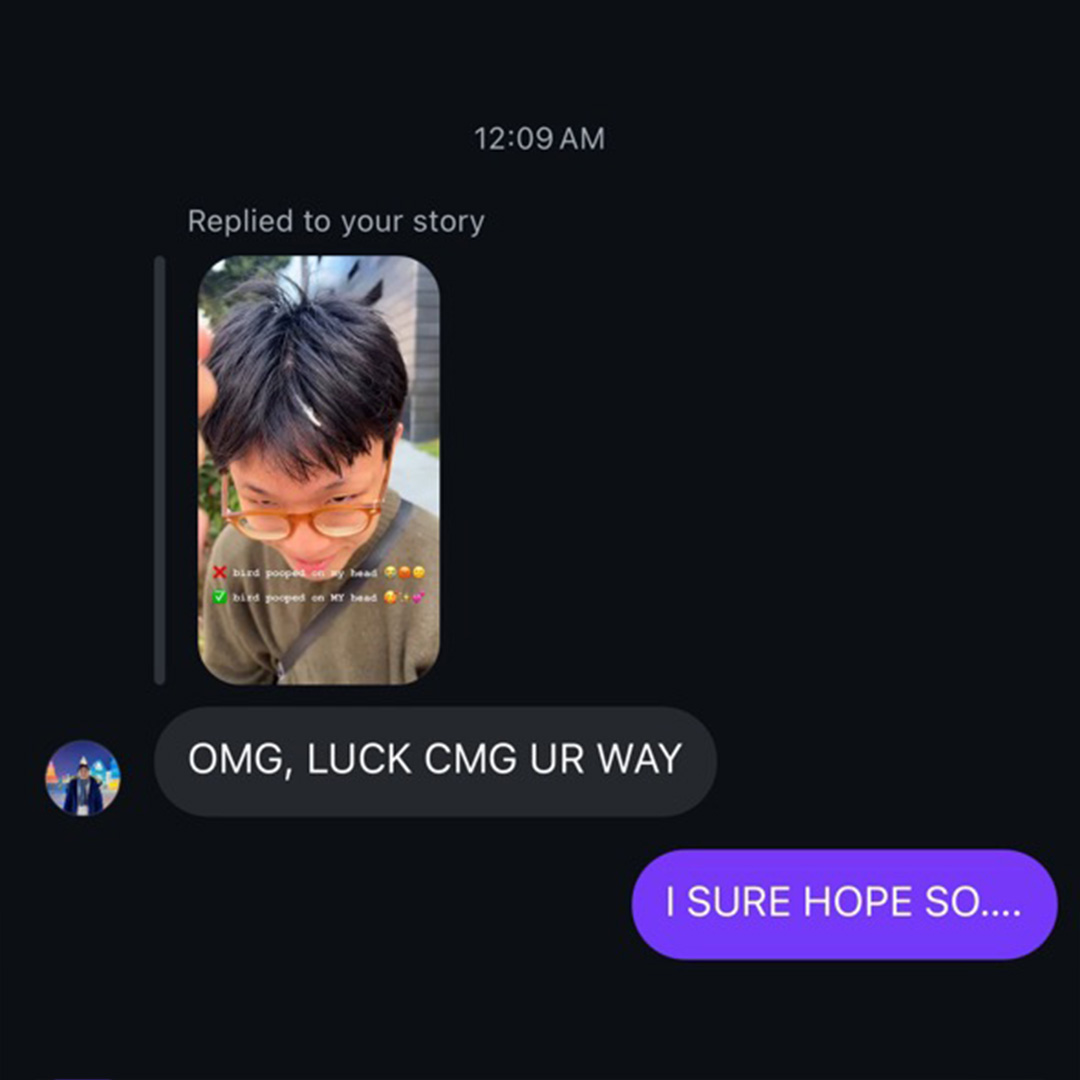 12:09 AM
Replied to your story
❌ bird pooped on my head 😭😡😕
✅ bird pooped on MY head 🥰✨💕
OMG, LUCK CMG UR WAY
I SURE HOPE SO....